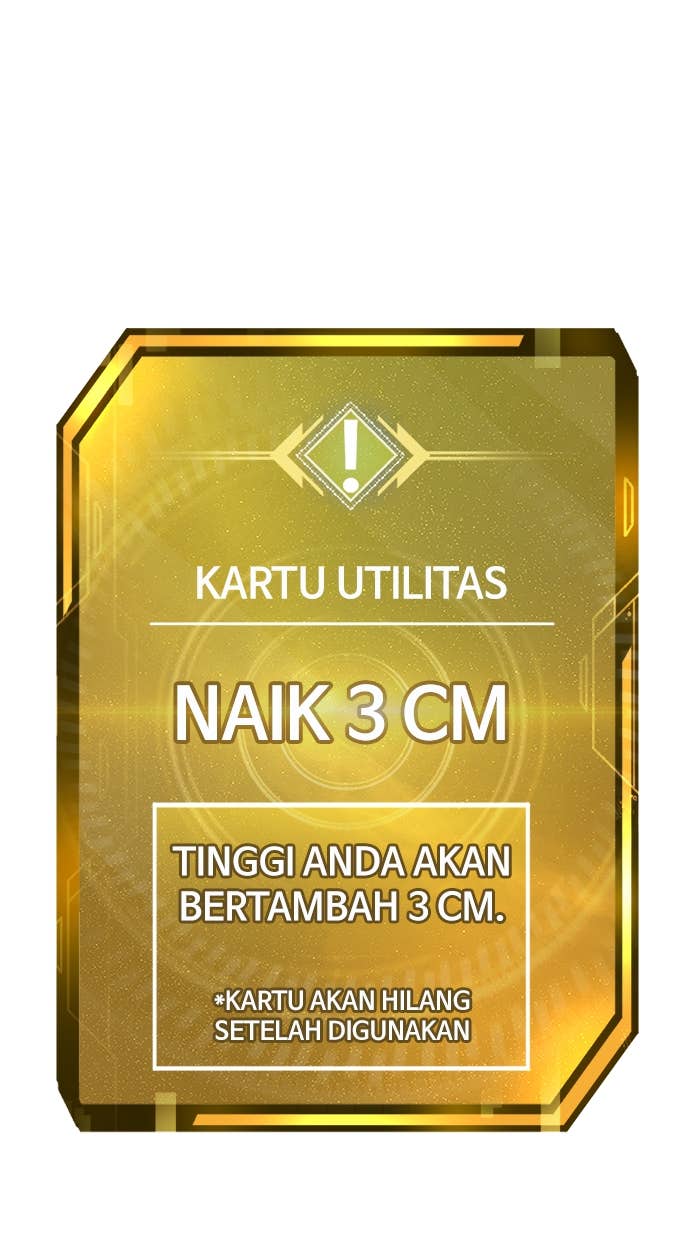 KARTU UTILITAS
NAIK 3 CM
TINGGI ANDA AKAN
BERTAMBAH 3 CM.
*KARTU AKAN HILANG
SETELAH DIGUNAKAN